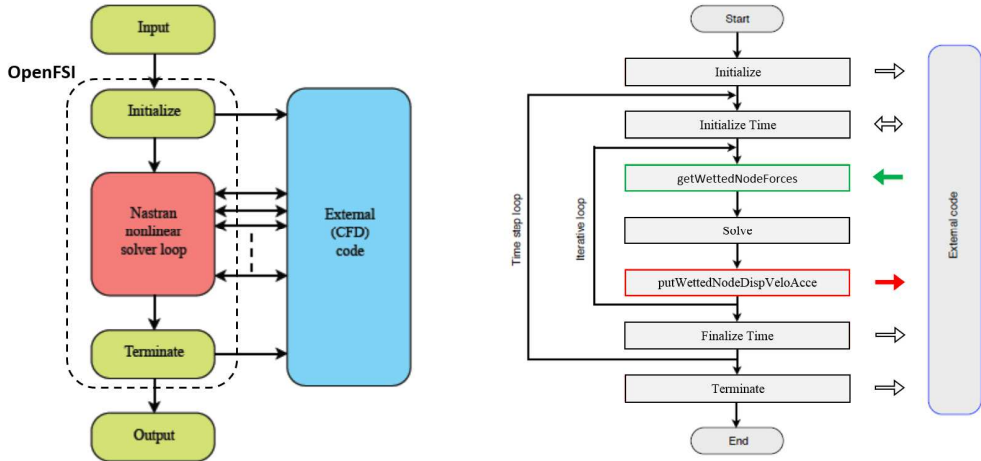 Input
OpenFSI
Initialize
Nastran
nonlinear
solver loop
External
(CFD)
code
Terminate
Output
Start
Initialize
Initialize Time
getWettedNodeForces
Solve
putWettedNodeDispVeloAcce
Finalize Time
Terminate
End
Time step loop
Iterative loop
External code